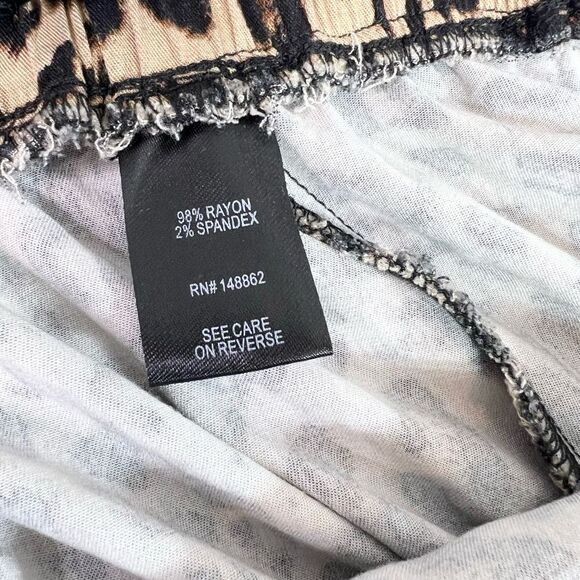 98% RAYON
2% SPANDEX
RN# 148862
SEE CARE
ON REVERSE